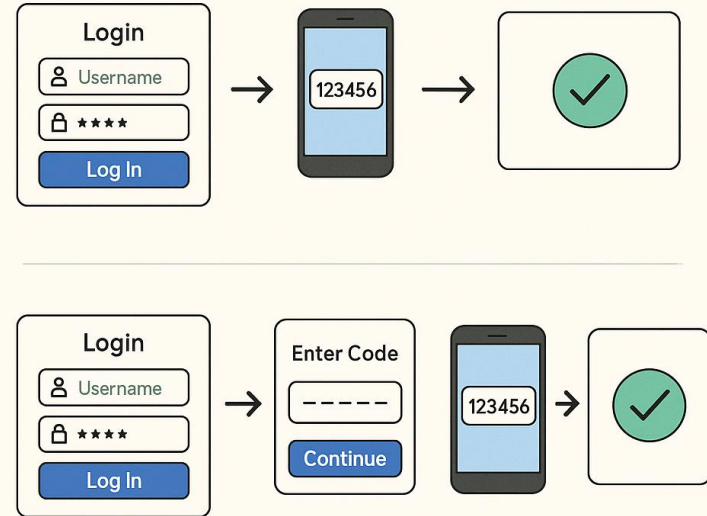 Login
Username
****
Log In
123456
Login
Username
****
Log In
Enter Code
-----
Continue
123456